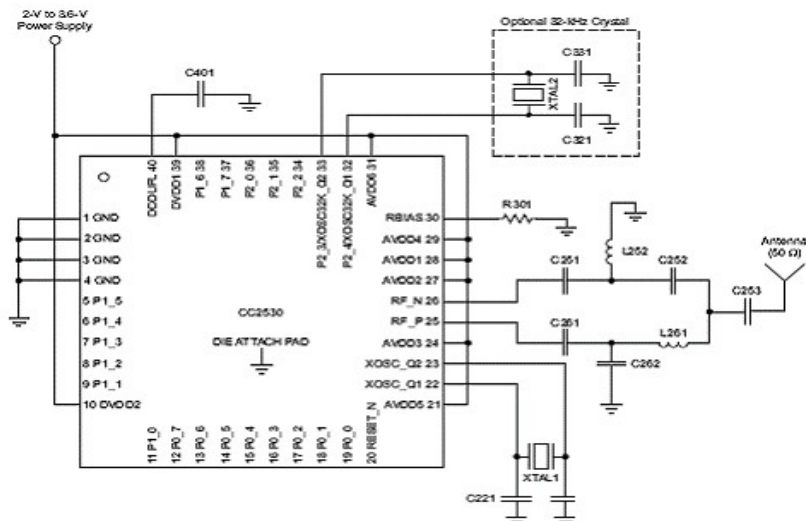 2-V to 3.6-V
Power Supply
Optional 32-kHz Crystal
C401
C331
XTAL2
C321
DCOUPL 40
DVDD1 39
P1_6 38
P1_7 37
P2_0 36
P2_1 35
P2_2 34
P2_3/XOSC32K_Q2 33
P2_4/XOSC32K_Q1 32
AVDD6 31
1 GND
2 GND
3 GND
4 GND
5 P1_5
6 P1_4
7 P1_3
8 P1_2
9 P1_1
10 DVDD2
CC2530
DIE ATTACH PAD
RBIAS 30
AVDD4 29
AVDD1 28
AVDD2 27
RF_N 26
RF_P 25
AVDD3 24
XOSC_Q2 23
XOSC_Q1 22
AVDD5 21
11 P1_0
12 P0_7
13 P0_6
14 P0_5
15 P0_4
16 P0_3
17 P0_2
18 P0_1
19 P0_0
20 RESET_N
R301
L252
C251
C252
Antenna
(50 Ω)
C253
C261
L261
C262
XTAL1
C221